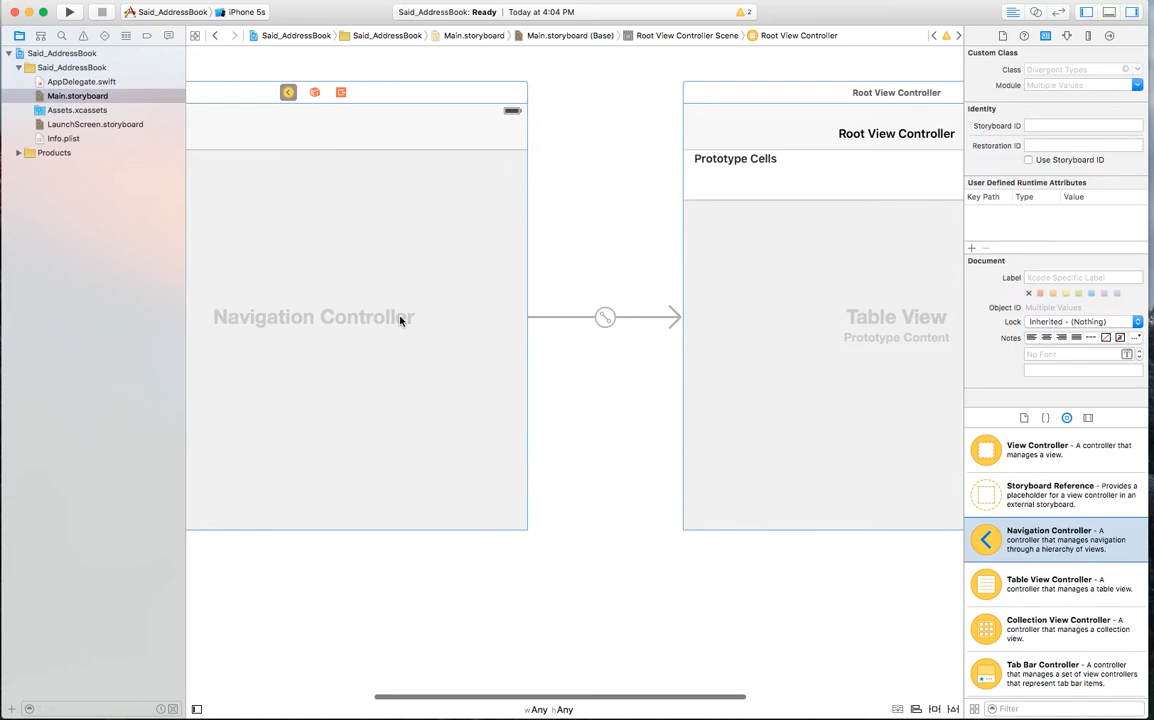 Said_AddressBook
iPhone 5s
Said_AddressBook: Ready
Today at 4:04 PM
2
Said_AddressBook
Said_AddressBook
Main.storyboard
Main.storyboard (Base)
Root View Controller Scene
Root View Controller
Said_AddressBook
Said_AddressBook
AppDelegate.swift
Main.storyboard
Assets.xcassets
LaunchScreen.storyboard
Info.plist
Products
Root View Controller
Root View Controller
Prototype Cells
Navigation Controller
Table View
Prototype Content
wAny hAny
Custom Class
Class Divergent Types
Module Multiple Values
Identity
Storyboard ID
Restoration ID
Use Storyboard ID
User Defined Runtime Attributes
Key Path Type Value
Document
Label Xcode Specific Label
Object ID Multiple Values
Lock Inherited - (Nothing)
Notes
No Font
View Controller - A controller that
manages a view.
Storyboard Reference - Provides a
placeholder for a view controller in an
external storyboard.
Navigation Controller - A
controller that manages navigation
through a hierarchy of views.
Table View Controller - A
controller that manages a table view.
Collection View Controller - A
controller that manages a collection
view.
Tab Bar Controller - A controller
that manages a set of view controllers
that represent tab bar items.
Filter